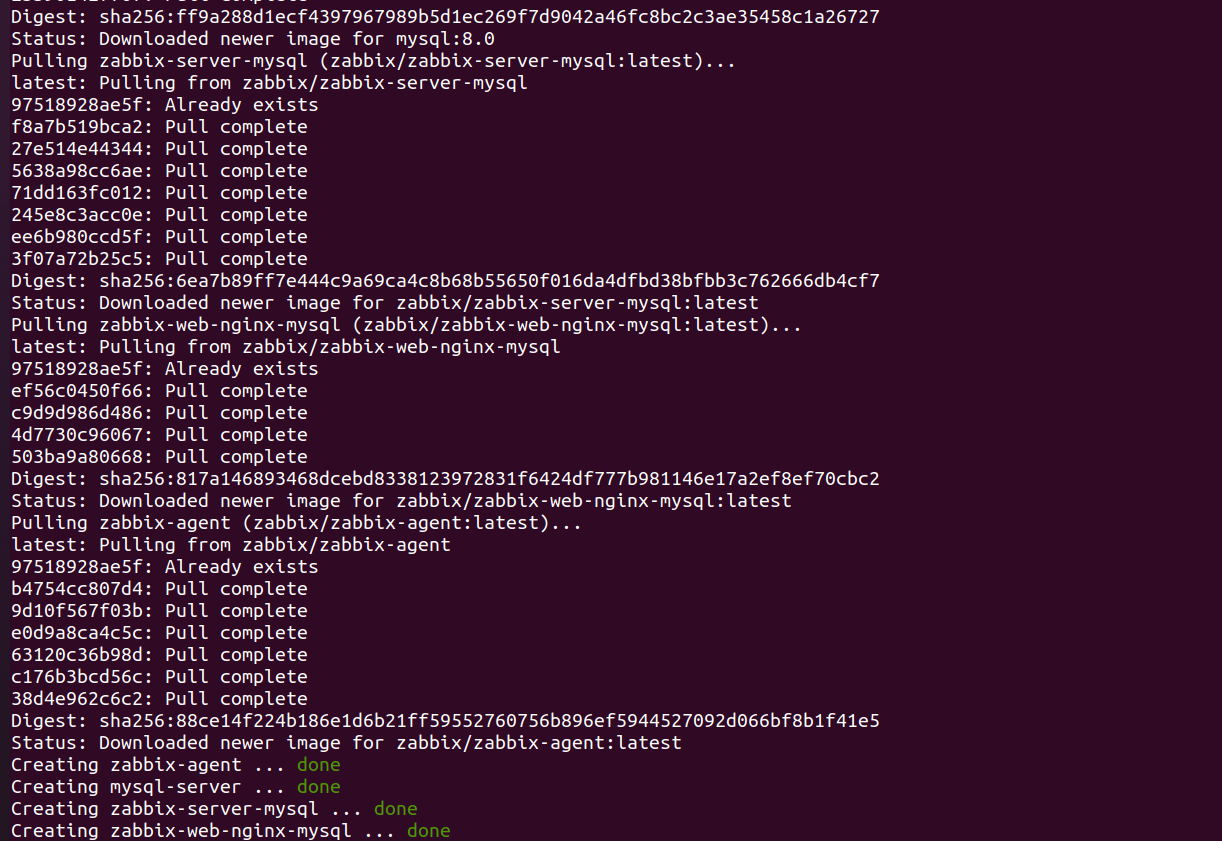 Digest: sha256:ff9a288d1ecf4397967989b5d1ec269f7d9042a46fc8bc2c3ae35458c1a26727
Status: Downloaded newer image for mysql:8.0
Pulling zabbix-server-mysql (zabbix/zabbix-server-mysql:latest)...
latest: Pulling from zabbix/zabbix-server-mysql
97518928ae5f: Already exists
f8a7b519bca2: Pull complete
27e514e44344: Pull complete
5638a98cc6ae: Pull complete
71dd163fc012: Pull complete
245e8c3acc0e: Pull complete
ee6b980ccd5f: Pull complete
3f07a72b25c5: Pull complete
Digest: sha256:6ea7b89ff7e444c9a69ca4c8b68b55650f016da4dfbd38bfbb3c762666db4cf7
Status: Downloaded newer image for zabbix/zabbix-server-mysql:latest
Pulling zabbix-web-nginx-mysql (zabbix/zabbix-web-nginx-mysql:latest)...
latest: Pulling from zabbix/zabbix-web-nginx-mysql
97518928ae5f: Already exists
ef56c0450f66: Pull complete
c9d9d986d486: Pull complete
4d7730c96067: Pull complete
503ba9a80668: Pull complete
Digest: sha256:817a146893468dcebd8338123972831f6424df777b981146e17a2ef8ef70cbc2
Status: Downloaded newer image for zabbix/zabbix-web-nginx-mysql:latest
Pulling zabbix-agent (zabbix/zabbix-agent:latest)...
latest: Pulling from zabbix/zabbix-agent
97518928ae5f: Already exists
b4754cc807d4: Pull complete
9d10f567f03b: Pull complete
e0d9a8ca4c5c: Pull complete
63120c36b98d: Pull complete
c176b3bcd56c: Pull complete
38d4e962c6c2: Pull complete
Digest: sha256:88ce14f224b186e1d6b21ff59552760756b896ef5944527092d066bf8b1f41e5
Status: Downloaded newer image for zabbix/zabbix-agent:latest
Creating zabbix-agent ... done
Creating mysql-server ... done
Creating zabbix-server-mysql ... done
Creating zabbix-web-nginx-mysql ... done